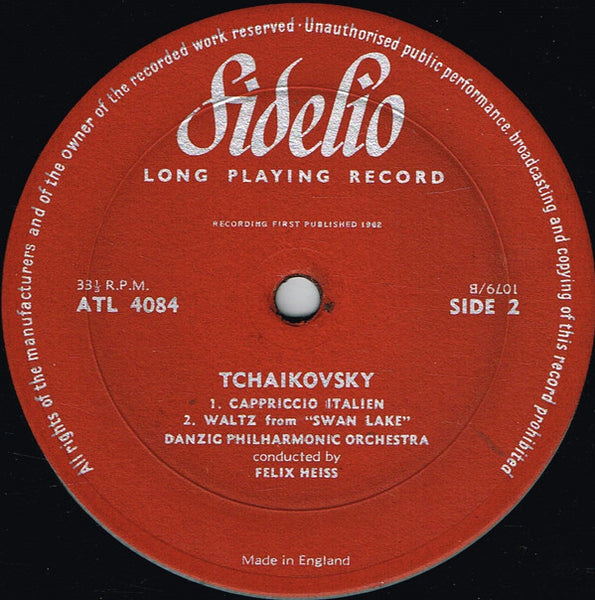 All rights of the manufacturers and of the owner of the recorded work reserved · Unauthorised public performance, broadcasting and copying of this record prohibited
Fidelio
LONG PLAYING RECORD
RECORDING FIRST PUBLISHED 1962
33⅓ R.P.M.
ATL 4084
1079/B
SIDE 2
TCHAIKOVSKY
1. CAPPRICCIO ITALIEN
2. WALTZ from "SWAN LAKE"
DANZIG PHILHARMONIC ORCHESTRA
conducted by
FELIX HEISS
Made in England